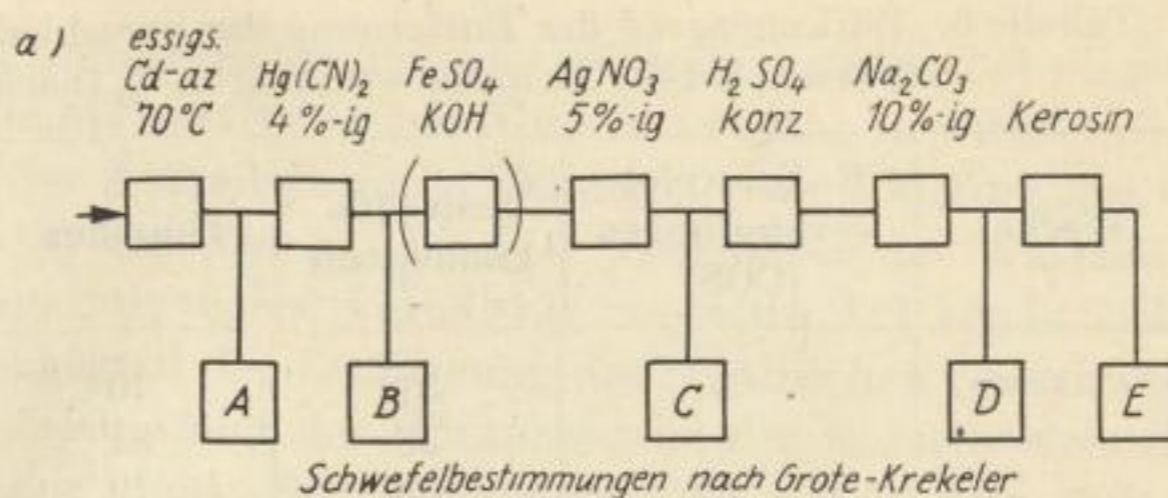 a) essigs.
Cd-az Hg(CN)2 FeSO4 AgNO3 H2SO4 Na2CO3
70°C 4%-ig KOH 5%-ig konz 10%-ig Kerosin
A B C D E
Schwefelbestimmungen nach Grote-Krekeler